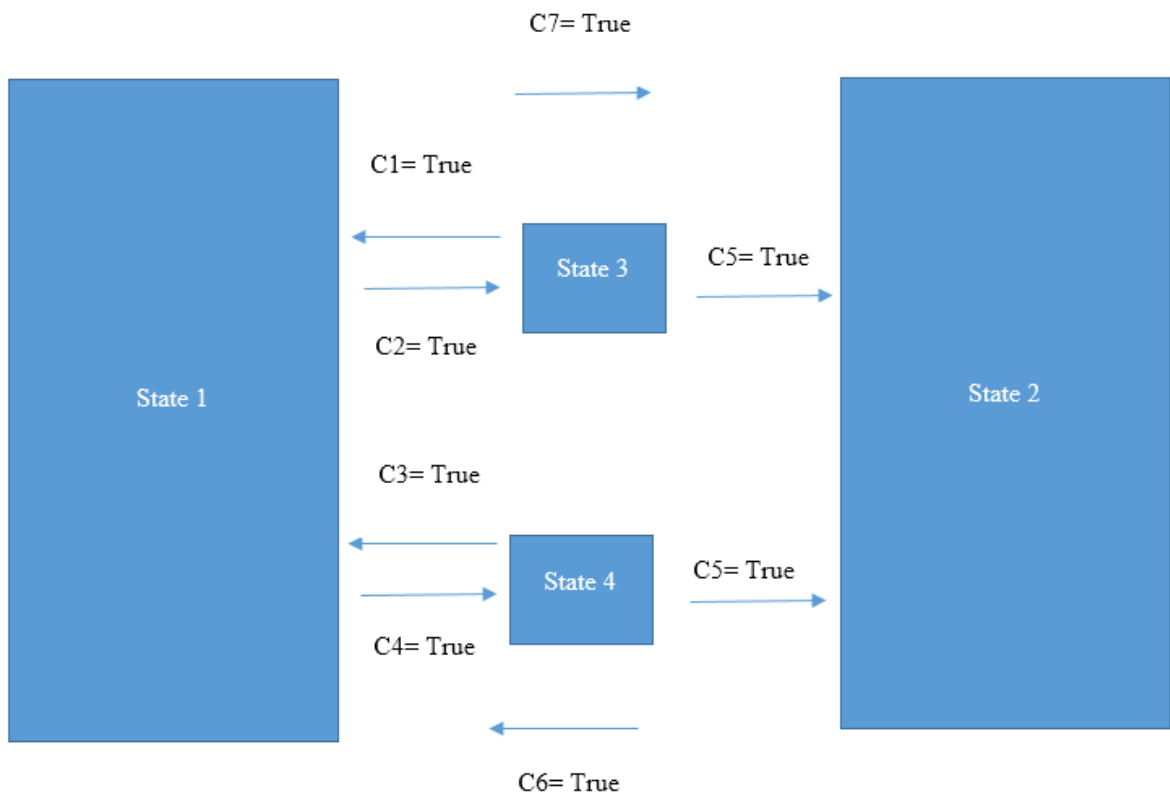 C7= True
C1= True
State 3
C5= True
C2= True
State 1
State 2
C3= True
State 4
C5= True
C4= True
C6= True